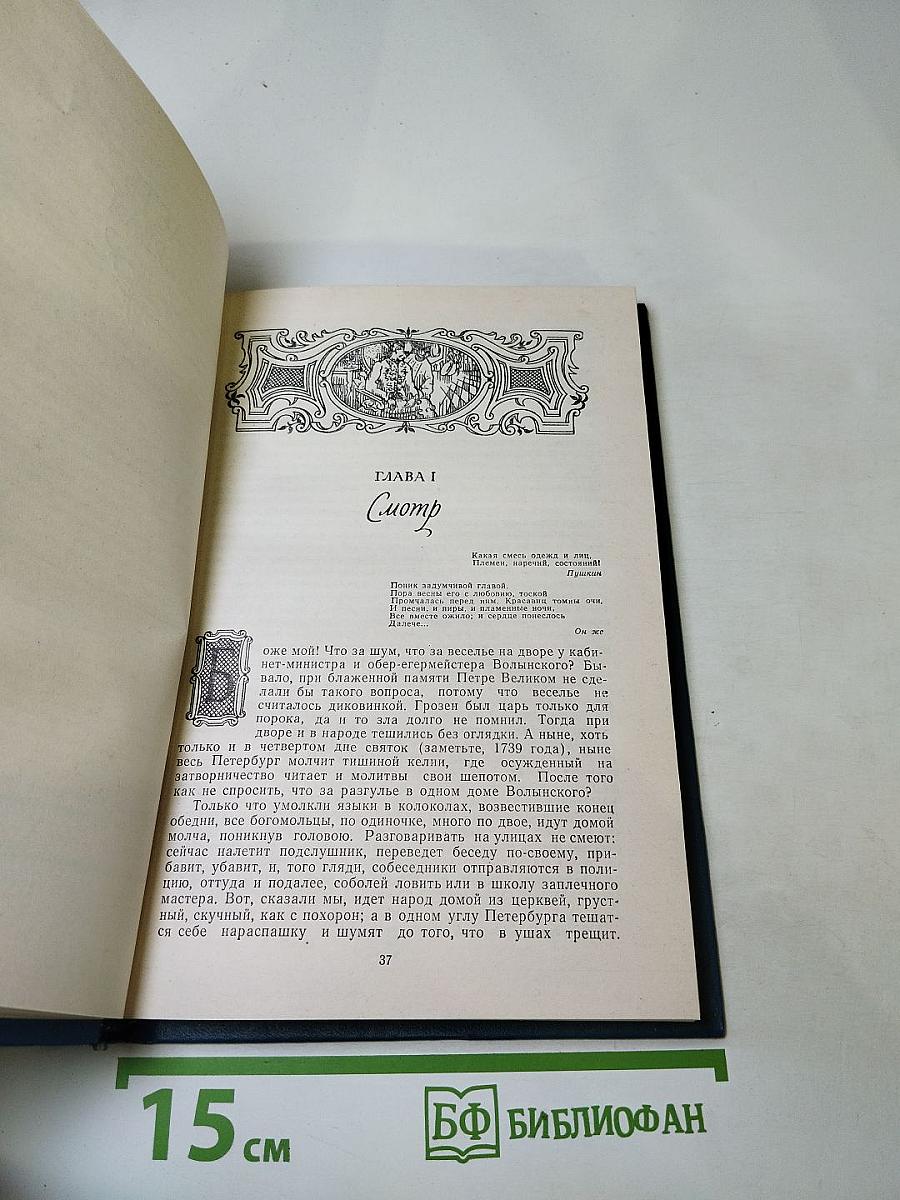 ГЛАВА I
Смотр
Какая смесь одежд и лиц,
Племен, наречий, состояний!
Пушкин
Поник задумчивой главой.
Пора весны его с любовию, тоской
Промчалась перед ним. Красавиц томны очи,
И песни, и пиры, и пламенные ночи,
Все вместе ожило; и сердце понеслось
Далече...
Он же
Боже мой! Что за шум, что за веселье на дворе у каби-
нет-министра и обер-егермейстера Волынского? Бы-
вало, при блаженной памяти Петре Великом не сде-
лали бы такого вопроса, потому что веселье не
считалось диковинкой. Грозен был царь только для
порока, да и то зла долго не помнил. Тогда при
дворе и в народе тешились без оглядки. А ныне, хоть
только и в четвертом дне святок (заметьте, 1739 года), ныне
весь Петербург молчит тишиной келии, где осужденный на
затворничество читает и молитвы свои шепотом. После того
как не спросить, что за разгулье в одном доме Волынского?
Только что умолкли языки в колоколах, возвестившие конец
обедни, все богомольцы, по одиночке, много по двое, идут домой
молча, поникнув головою. Разговаривать на улицах не смеют:
сейчас налетит подслушник, переведет беседу по-своему, при-
бавит, убавит, и, того гляди, собеседники отправляются в поли-
цию, оттуда и подалее, соболей ловить или в школу заплечного
мастера. Вот, сказали мы, идет народ домой из церквей, груст-
ный, скучный, как с похорон; а в одном углу Петербурга тешат-
ся себе нараспашку и шумят до того, что в ушах трещит.
37
15 см
БФ БИБЛИОФАН